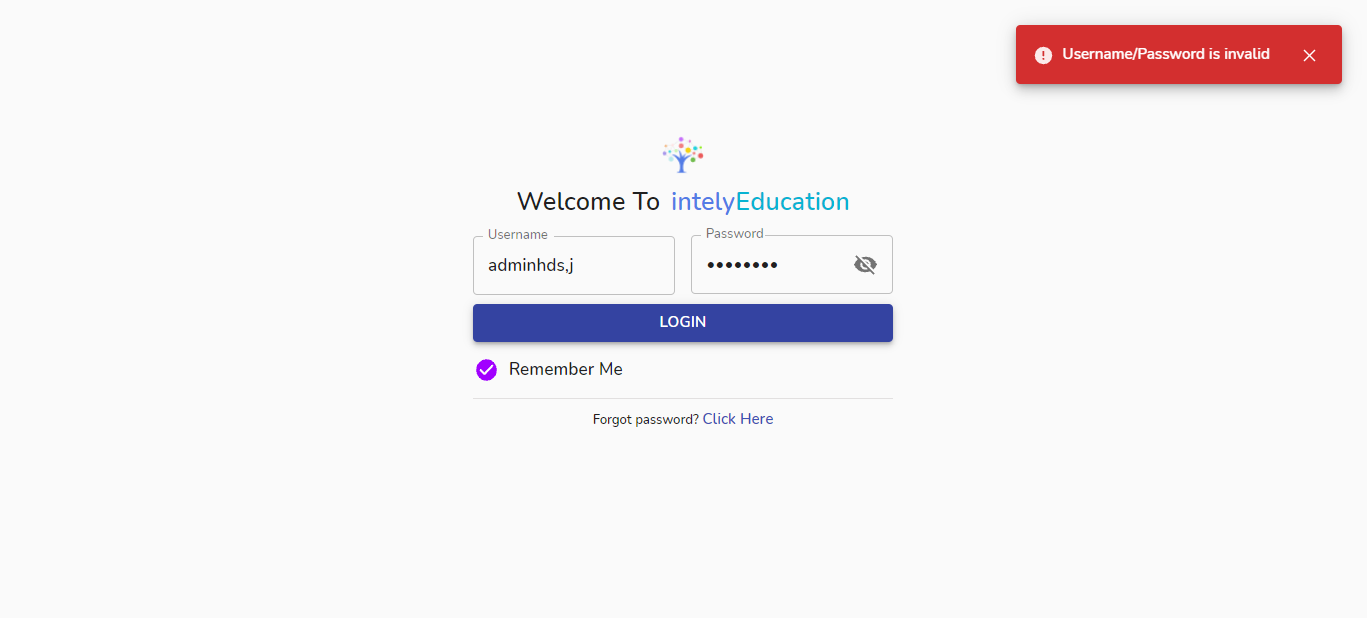 Username/Password is invalid
Welcome To intelyEducation
Username
adminhds,j
Password
••••••••
LOGIN
Remember Me
Forgot password? Click Here